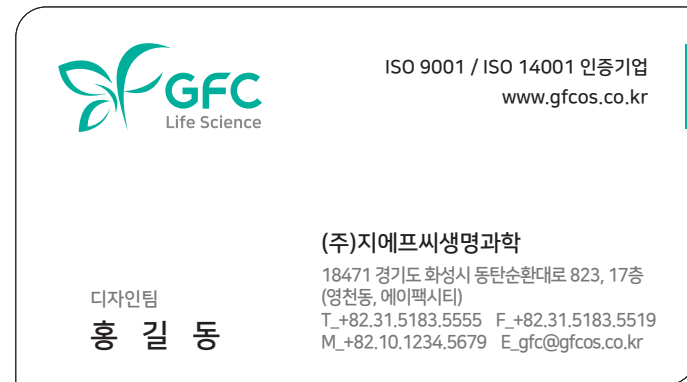 GFC
Life Science
ISO 9001 / ISO 14001 인증기업
www.gfcos.co.kr
디자인팀
홍 길 동
(주)지에프씨생명과학
18471 경기도 화성시 동탄순환대로 823, 17층
(영천동, 에이팩시티)
T_+82.31.5183.5555 F_+82.31.5183.5519
M_+82.10.1234.5679 E_gfc@gfcos.co.kr